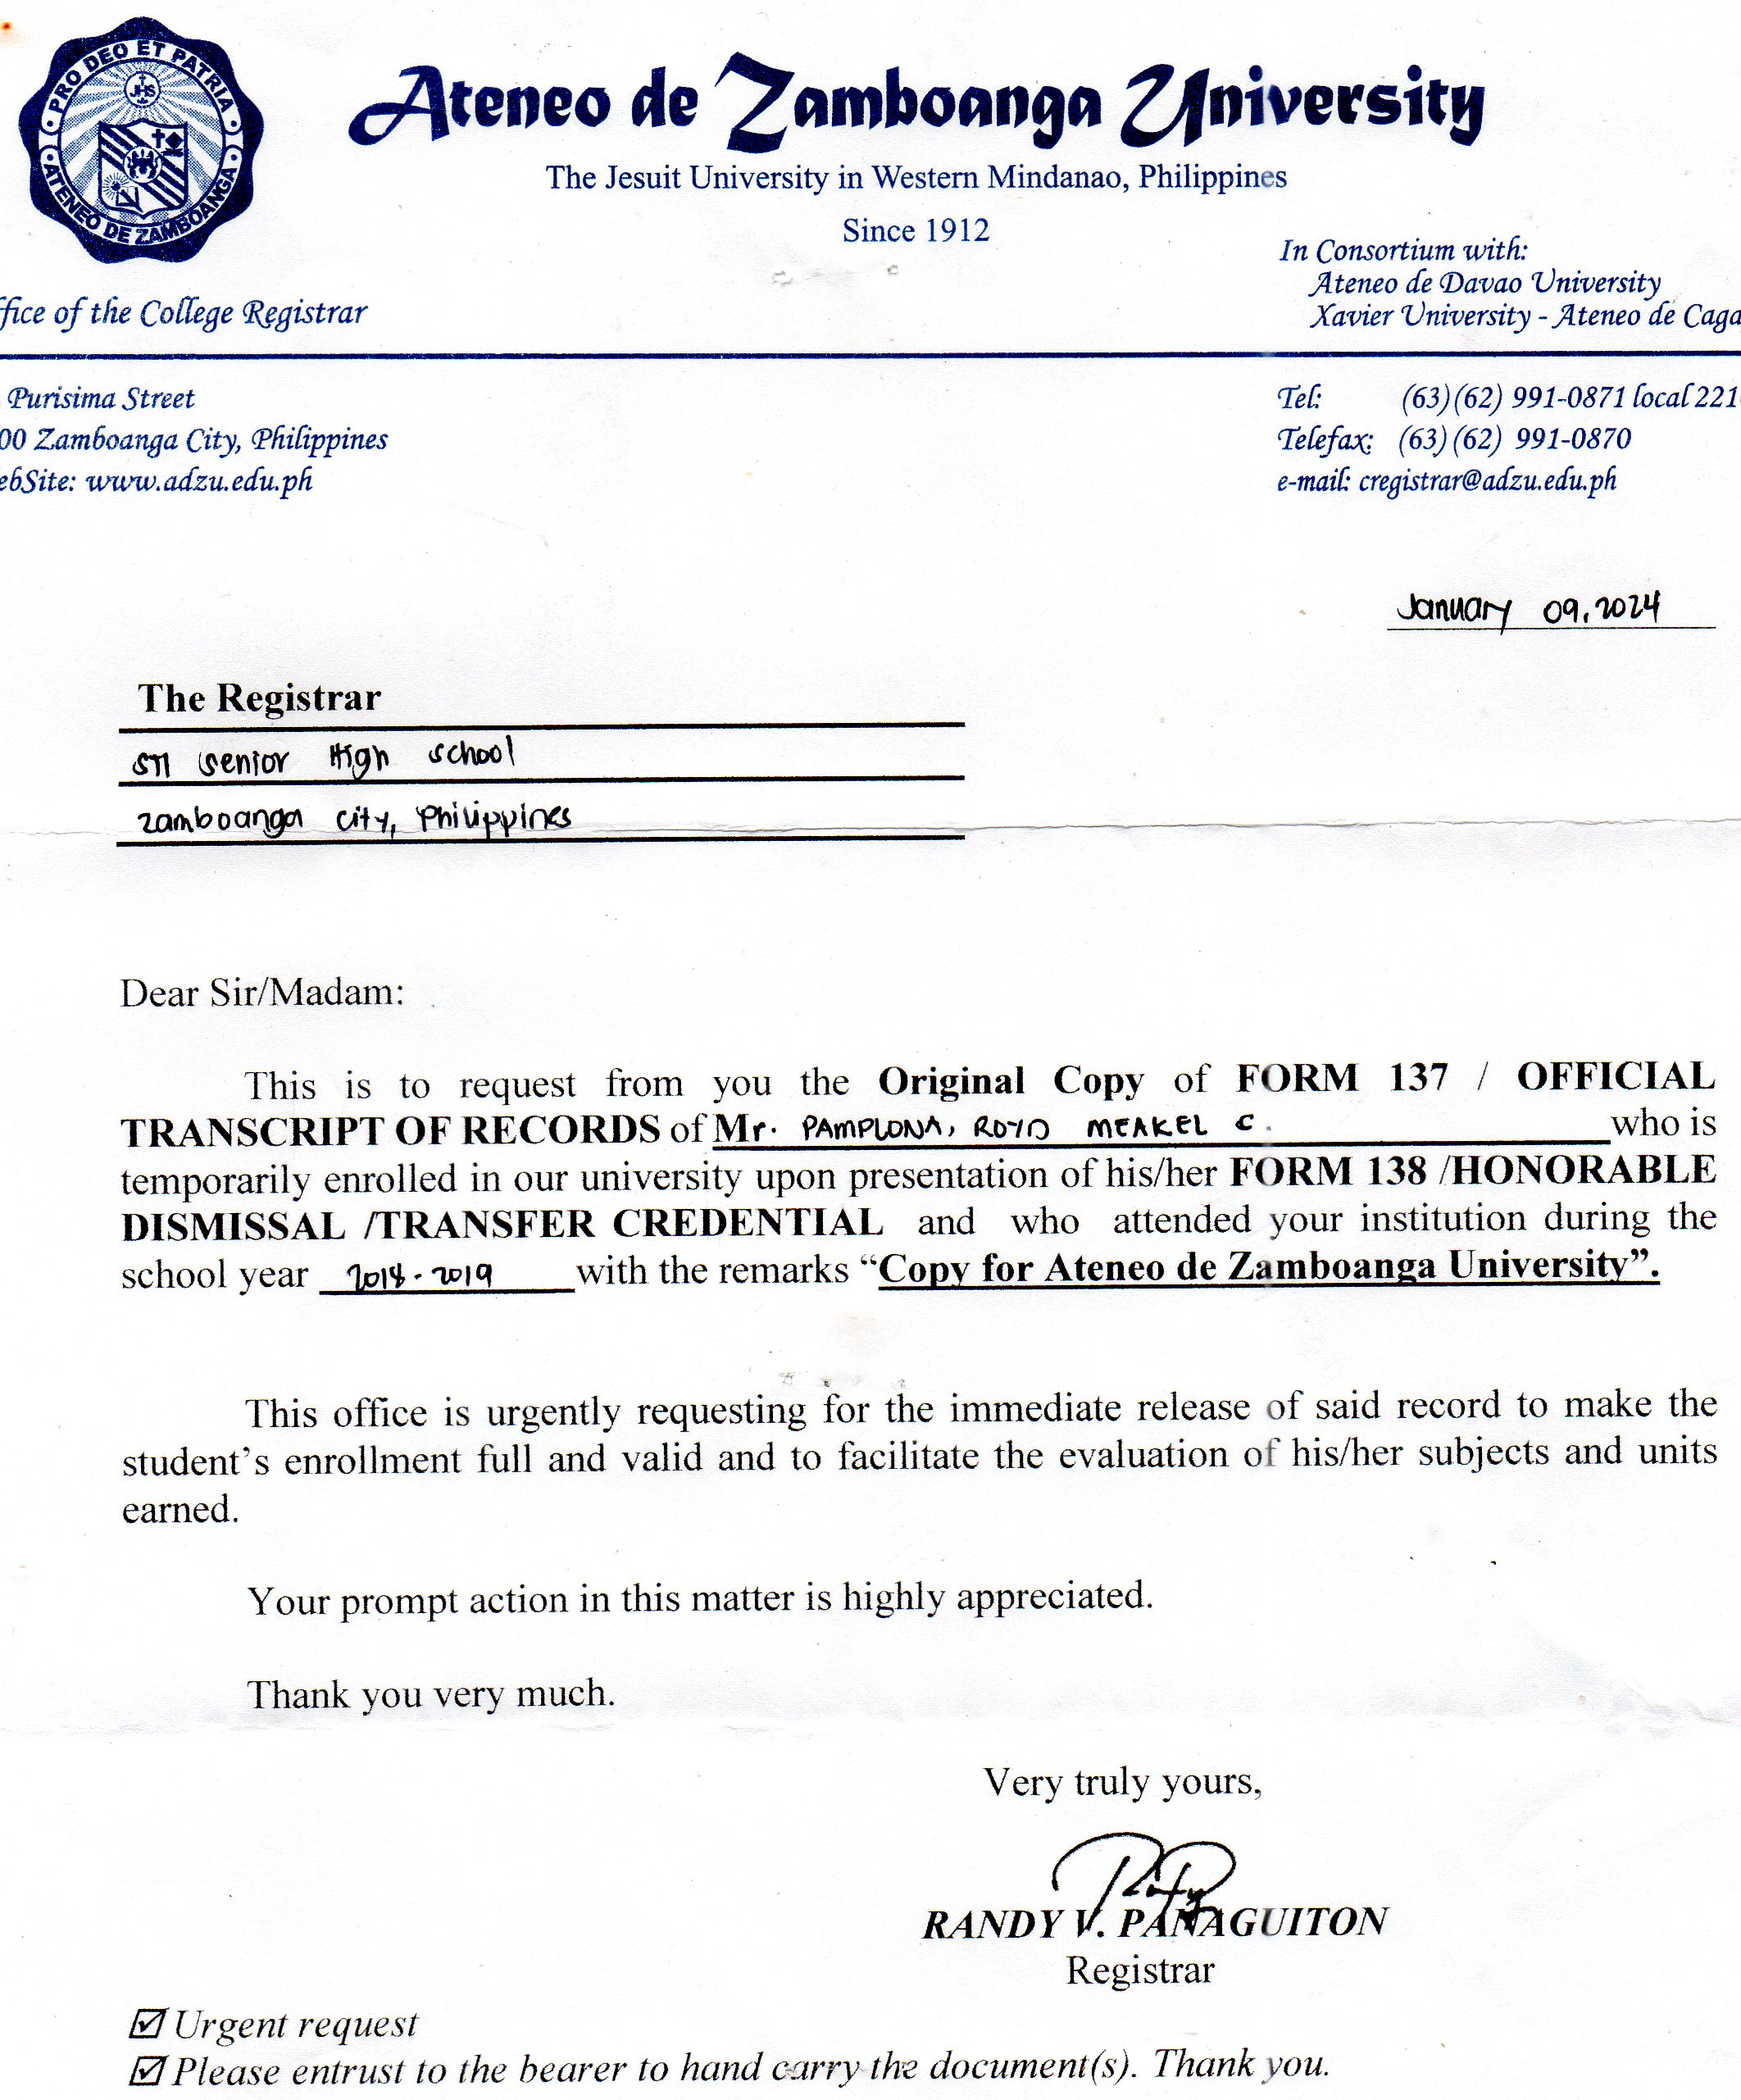 PRO DEO ET PATRIA
JHS
ATENEO DE ZAMBOANGA
Ateneo de Zamboanga University
The Jesuit University in Western Mindanao, Philippines
Since 1912
In Consortium with:
Ateneo de Davao University
Xavier University - Ateneo de Caga
ffice of the College Registrar
Purisima Street
00 Zamboanga City, Philippines
ebSite: www.adzu.edu.ph
Tel: (63)(62) 991-0871 local 221
Telefax: (63)(62) 991-0870
e-mail: cregistrar@adzu.edu.ph
January 09, 2024
The Registrar
STI Senior High School
Zamboanga City, Philippines
Dear Sir/Madam:
This is to request from you the Original Copy of FORM 137 / OFFICIAL
TRANSCRIPT OF RECORDS of Mr. PAMPLONA, ROYD MEAKEL C. who is
temporarily enrolled in our university upon presentation of his/her FORM 138 /HONORABLE
DISMISSAL /TRANSFER CREDENTIAL and who attended your institution during the
school year 2018 - 2019 with the remarks “Copy for Ateneo de Zamboanga University”.
This office is urgently requesting for the immediate release of said record to make the
student’s enrollment full and valid and to facilitate the evaluation of his/her subjects and units
earned.
Your prompt action in this matter is highly appreciated.
Thank you very much.
Very truly yours,
RANDY V. PANAGUITON
Registrar
☑ Urgent request
☑ Please entrust to the bearer to hand carry the document(s). Thank you.